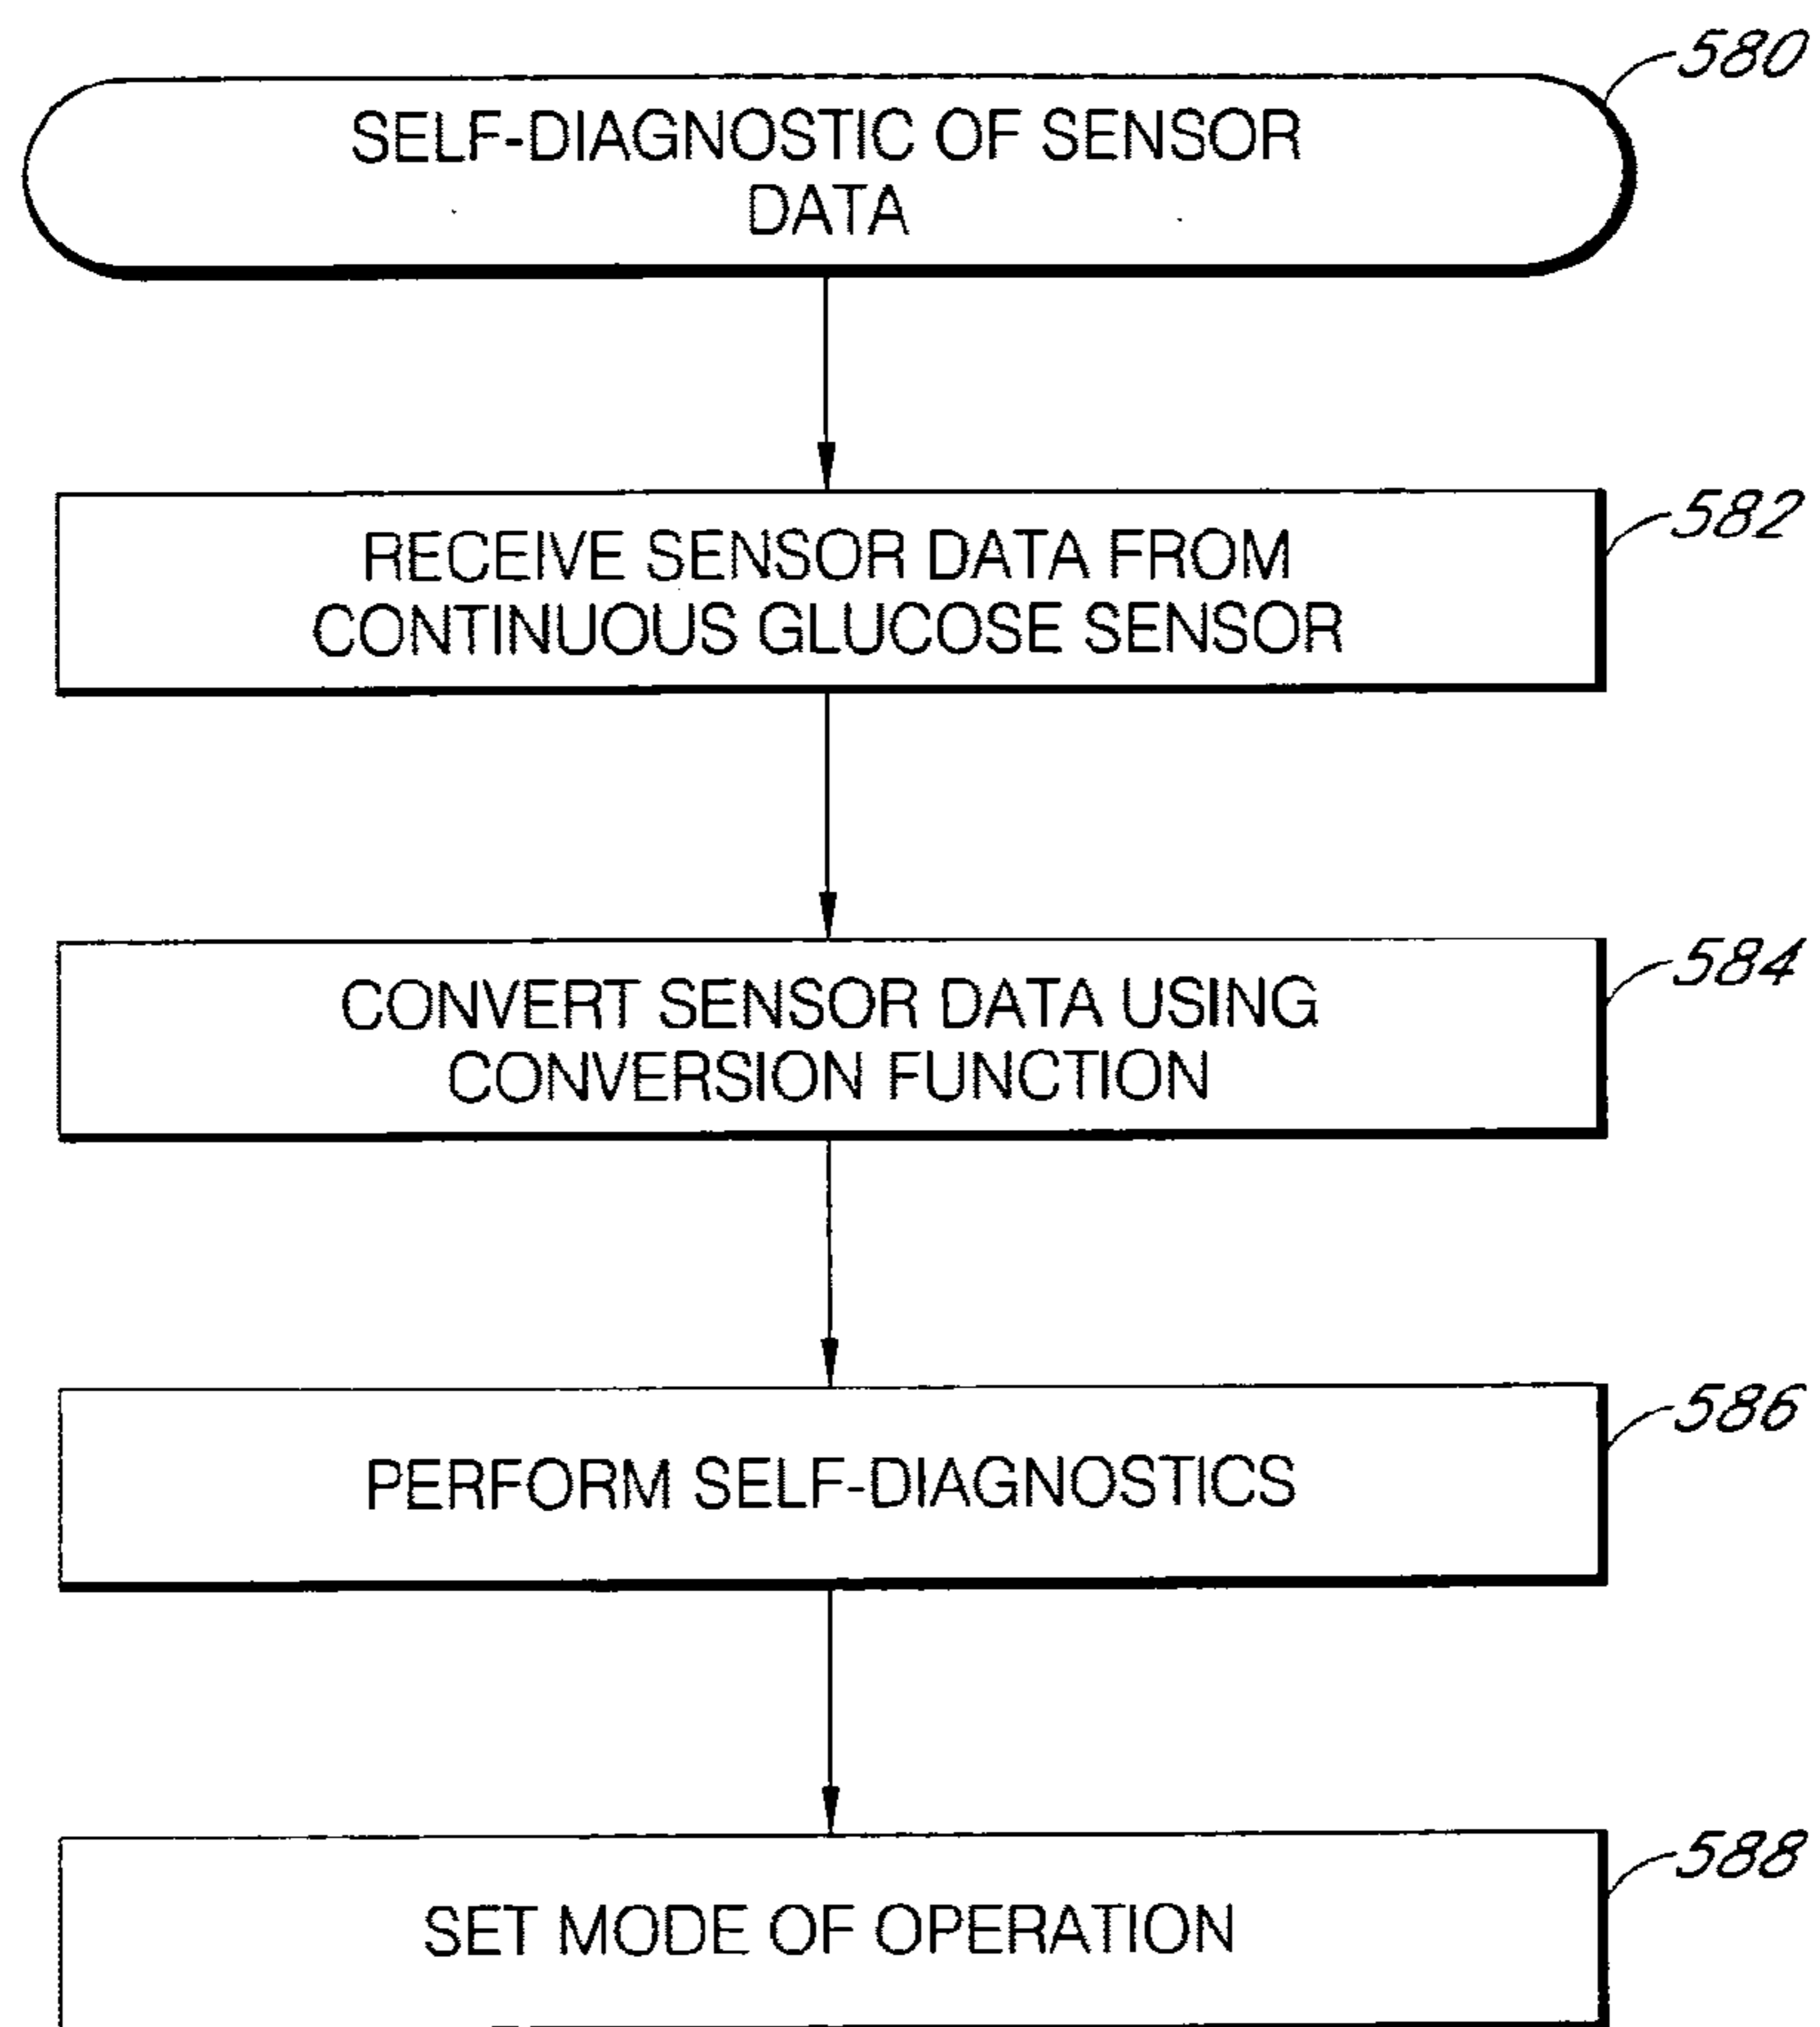 580
SELF-DIAGNOSTIC OF SENSOR
DATA
582
RECEIVE SENSOR DATA FROM
CONTINUOUS GLUCOSE SENSOR
584
CONVERT SENSOR DATA USING
CONVERSION FUNCTION
586
PERFORM SELF-DIAGNOSTICS
588
SET MODE OF OPERATION